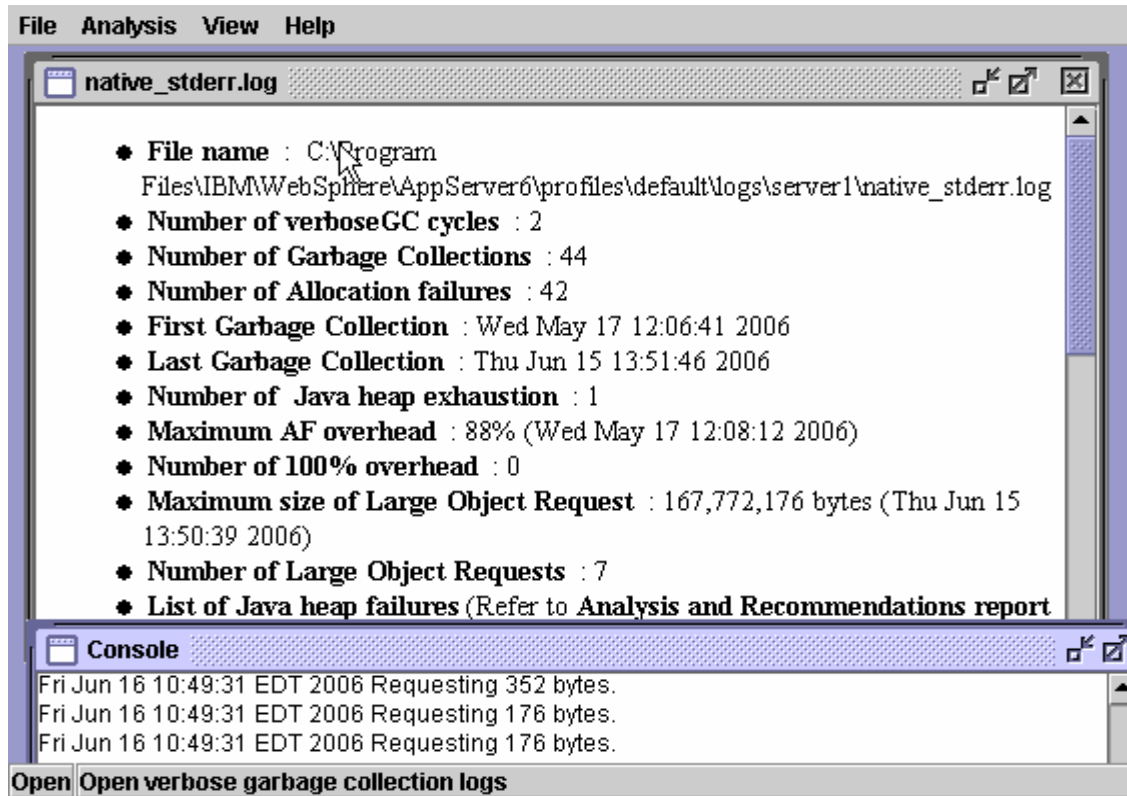 File Analysis View Help
native_stderr.log
File name : C:\Program
Files\IBM\WebSphere\AppServer6\profiles\default\logs\server1\native_stderr.log
Number of verboseGC cycles : 2
Number of Garbage Collections : 44
Number of Allocation failures : 42
First Garbage Collection : Wed May 17 12:06:41 2006
Last Garbage Collection : Thu Jun 15 13:51:46 2006
Number of Java heap exhaustion : 1
Maximum AF overhead : 88% (Wed May 17 12:08:12 2006)
Number of 100% overhead : 0
Maximum size of Large Object Request : 167,772,176 bytes (Thu Jun 15
13:50:39 2006)
Number of Large Object Requests : 7
List of Java heap failures (Refer to Analysis and Recommendations report
Console
Fri Jun 16 10:49:31 EDT 2006 Requesting 352 bytes.
Fri Jun 16 10:49:31 EDT 2006 Requesting 176 bytes.
Fri Jun 16 10:49:31 EDT 2006 Requesting 176 bytes.
Open Open verbose garbage collection logs